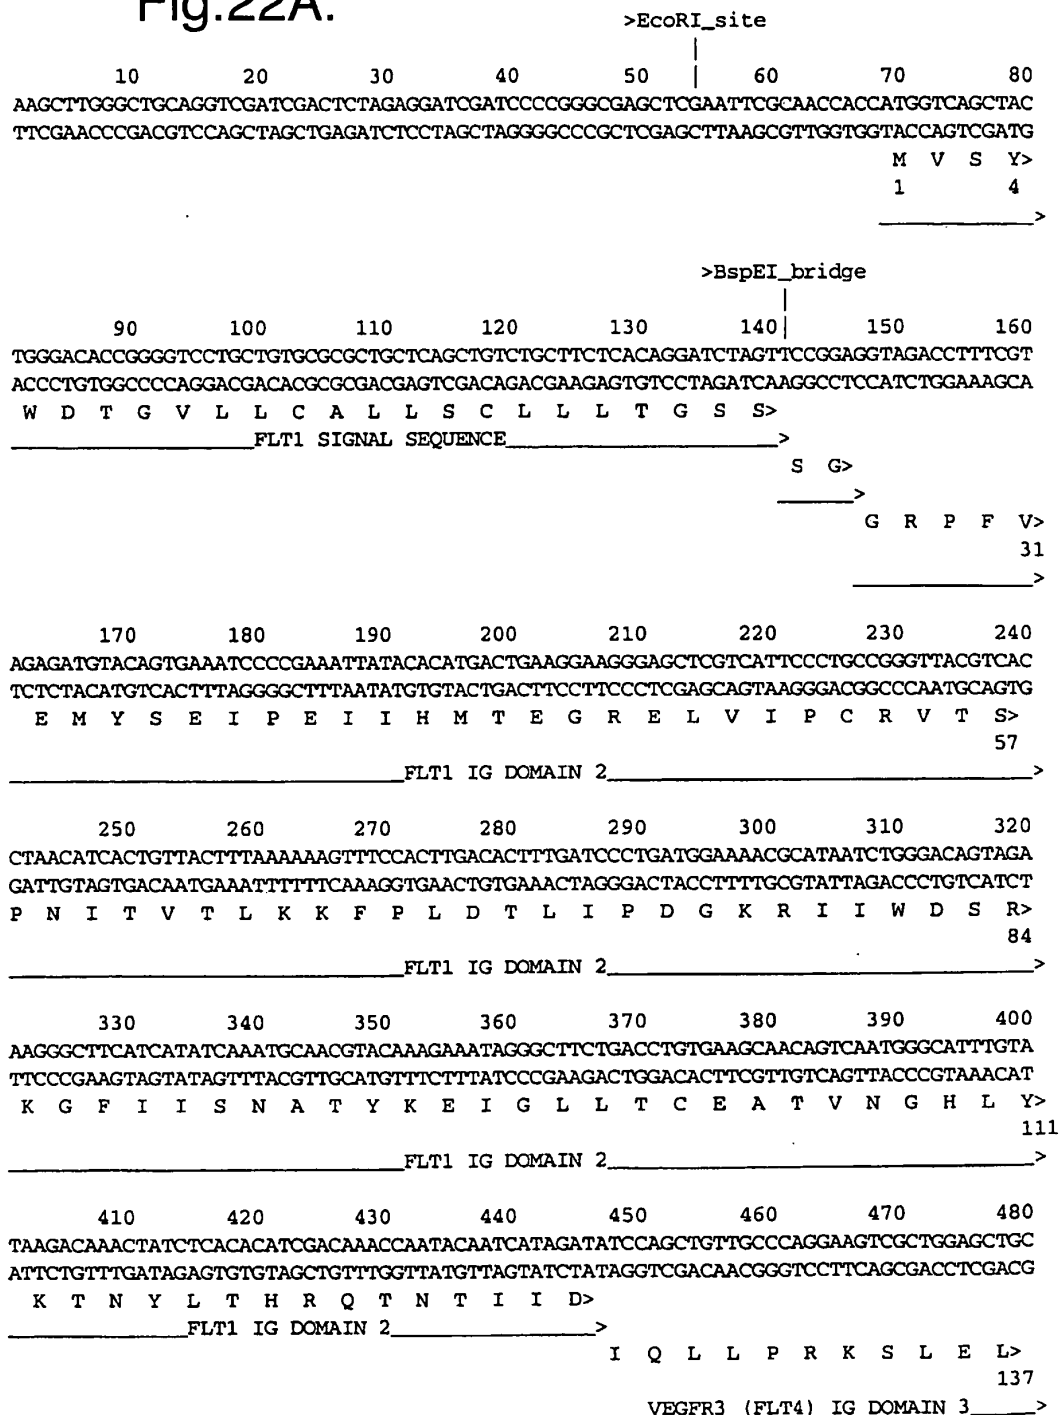 Fig.22A.
>EcoRI_site
10 20 30 40 50 60 70 80
AAGCTTGGGCTGCAGGTCGATCGACTCTAGAGGATCGATCCCCGGGCGAGCTCGAATTCGCAACCACCATGGTCAGCTAC
TTCGAACCCGACGTCCAGCTAGCTGAGATCTCCTAGCTAGGGGCCCGCTCGAGCTTAAGCGTTGGTGGTACCAGTCGATG
M V S Y>
1 4
>
>BspEI_bridge
90 100 110 120 130 140 150 160
TGGGACACCGGGGTCCTGCTGTGCGCGCTGCTCAGCTGTCTGCTTCTCACAGGATCTAGTTCCGGAGGTAGACCTTTCGT
ACCCTGTGGCCCCAGGACGACACGCGCGACGAGTCGACAGACGAAGAGTGTCCTAGATCAAGGCCTCCATCTGGAAAGCA
W D T G V L L C A L L S C L L L T G S S>
FLT1 SIGNAL SEQUENCE >
S G>
>
G R P F V>
31
>
170 180 190 200 210 220 230 240
AGAGATGTACAGTGAAATCCCCGAAATTATACACATGACTGAAGGAAGGGAGCTCGTCATTCCCTGCCGGGTTACGTCAC
TCTCTACATGTCACTTTAGGGGCTTTAATATGTGTACTGACTTCCTTCCCTCGAGCAGTAAGGGACGGCCCAATGCAGTG
E M Y S E I P E I I H M T E G R E L V I P C R V T S>
57
FLT1 IG DOMAIN 2 >
250 260 270 280 290 300 310 320
CTAACATCACTGTTACTTTAAAAAAGTTTCCACTTGACACTTTGATCCCTGATGGAAAACGCATAATCTGGGACAGTAGA
GATTGTAGTGACAATGAAATTTTTTCAAAGGTGAACTGTGAAACTAGGGACTACCTTTTGCGTATTAGACCCTGTCATCT
P N I T V T L K K F P L D T L I P D G K R I I W D S R>
84
FLT1 IG DOMAIN 2 >
330 340 350 360 370 380 390 400
AAGGGCTTCATCATATCAAATGCAACGTACAAAGAAATAGGGCTTCTGACCTGTGAAGCAACAGTCAATGGGCATTTGTA
TTCCCGAAGTAGTATAGTTTACGTTGCATGTTTCTTTATCCCGAAGACTGGACACTTCGTTGTCAGTTACCCGTAAACAT
K G F I I S N A T Y K E I G L L T C E A T V N G H L Y>
111
FLT1 IG DOMAIN 2 >
410 420 430 440 450 460 470 480
TAAGACAAACTATCTCACACATCGACAAACCAATACAATCATAGATATCCAGCTGTTGCCCAGGAAGTCGCTGGAGCTGC
ATTCTGTTTGATAGAGTGTGTAGCTGTTTGGTTATGTTAGTATCTATAGGTCGACAACGGGTCCTTCAGCGACCTCGACG
K T N Y L T H R Q T N T I I D>
FLT1 IG DOMAIN 2 >
I Q L L P R K S L E L>
137
VEGFR3 (FLT4) IG DOMAIN 3 >